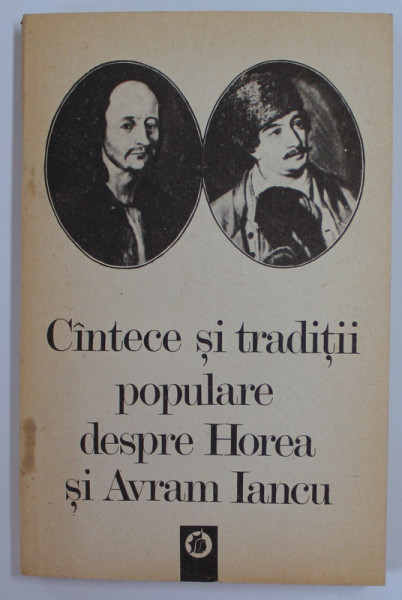 Cîntece și tradiții
populare
despre Horea
și Avram Iancu